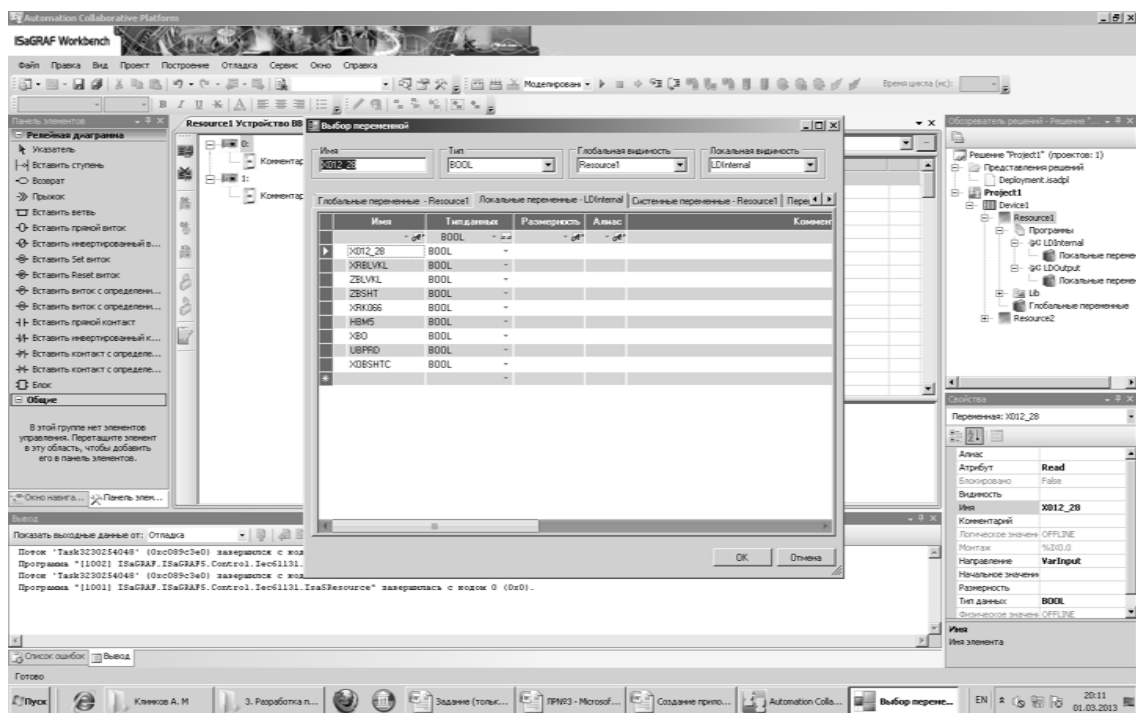 Automation Collaborative Platform
ISaGRAF Workbench
Файл Правка Вид Проект Построение Отладка Сервис Окно Справка
Моделирован
Время цикла (мс):
Панель элементов
Релейная диаграмма
Указатель
Вставить ступень
Возврат
Прыжок
Вставить ветвь
Вставить прямой виток
Вставить инвертированный в...
Вставить Set виток
Вставить Reset виток
Вставить виток с определени...
Вставить виток с определени...
Вставить прямой контакт
Вставить инвертированный к...
Вставить контакт с определе...
Вставить контакт с определе...
Блок
Общие
В этой группе нет элементов
управления. Перетащите элемент
в эту область, чтобы добавить
его в панель элементов.
Окно навига... Панель элем...
Resource1 Устройство ВВ
0:
Комментар
1:
Комментар
Выбор переменной
Имя Тип Глобальная видимость Локальная видимость
X012_28 BOOL Resource1 LDInternal
Глобальные переменные - Resource1 Локальные переменные - LDInternal Системные переменные - Resource1 Пере
Имя Тип данных Размерность Алиас Коммент
BOOL
X012_28 BOOL
XRBLVKL BOOL
ZBLVKL BOOL
ZBSHT BOOL
XRK066 BOOL
HBM5 BOOL
XBO BOOL
UBPRD BOOL
XOBSHTC BOOL
OK Отмена
Обозреватель решений - Решение "...
Решение "Project1" (проектов: 1)
Представления решений
Deployment.isadpl
Project1
Device1
Resource1
Программы
LDInternal
Локальные переме
LDOutput
Локальные переме
Lib
Глобальные переменные
Resource2
Свойства
Переменная: X012_28
Алиас
Атрибут Read
Блокировано False
Видимость
Имя X012_28
Комментарий
Логическое значен OFFLINE
Монтаж %IX0.0
Направление VarInput
Начальное значени
Размерность
Тип данных BOOL
Физическое значен OFFLINE
Имя
Имя элемента
Вывод
Показать выходные данные от: Отладка
Поток 'Task3230254048' (0xc089c3e0) завершился с код
Программа "[1002] ISaGRAF.ISaGRAF5.Control.Iec61131.
Поток 'Task3230254048' (0xc089c3e0) завершился с код
Программа "[1001] ISaGRAF.ISaGRAF5.Control.Iec61131.Isa5Resource" завершилась с кодом 0 (0x0).
Список ошибок Вывод
Готово
Пуск Клинков А. М 3. Разработка п... Задание (тольк... ЛР№93 - Microsof... Создание прило... Automation Colla... Выбор переме... EN 20:11
01.03.2013